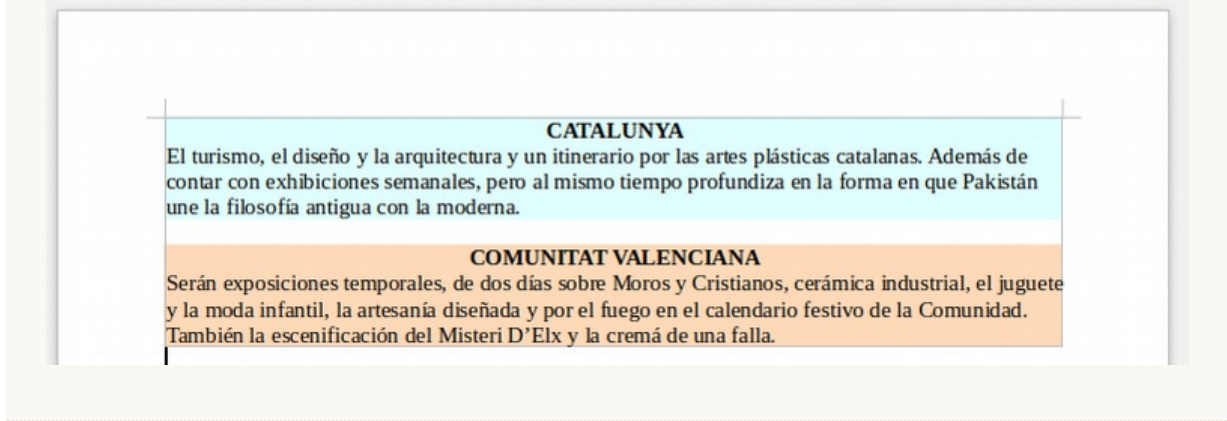 CATALUNYA
El turismo, el diseño y la arquitectura y un itinerario por las artes plásticas catalanas. Además de
contar con exhibiciones semanales, pero al mismo tiempo profundiza en la forma en que Pakistán
une la filosofía antigua con la moderna.
COMUNITAT VALENCIANA
Serán exposiciones temporales, de dos días sobre Moros y Cristianos, cerámica industrial, el juguete
y la moda infantil, la artesanía diseñada y por el fuego en el calendario festivo de la Comunidad.
También la escenificación del Misteri D’Elx y la cremá de una falla.